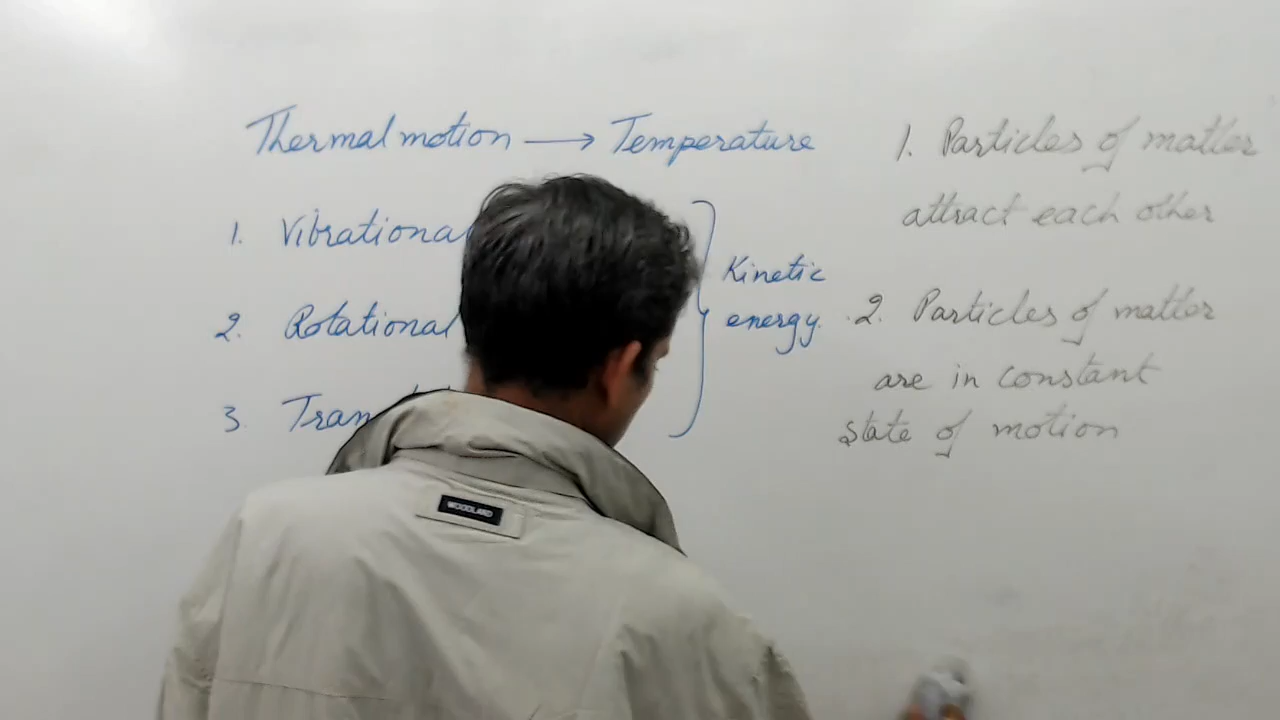 Thermal motion → Temperature
1. Vibrational
2. Rotational
3. Tran
Kinetic
energy.
1. Particles of matter
attract each other
2. Particles of matter
are in constant
state of motion
WOODLAND